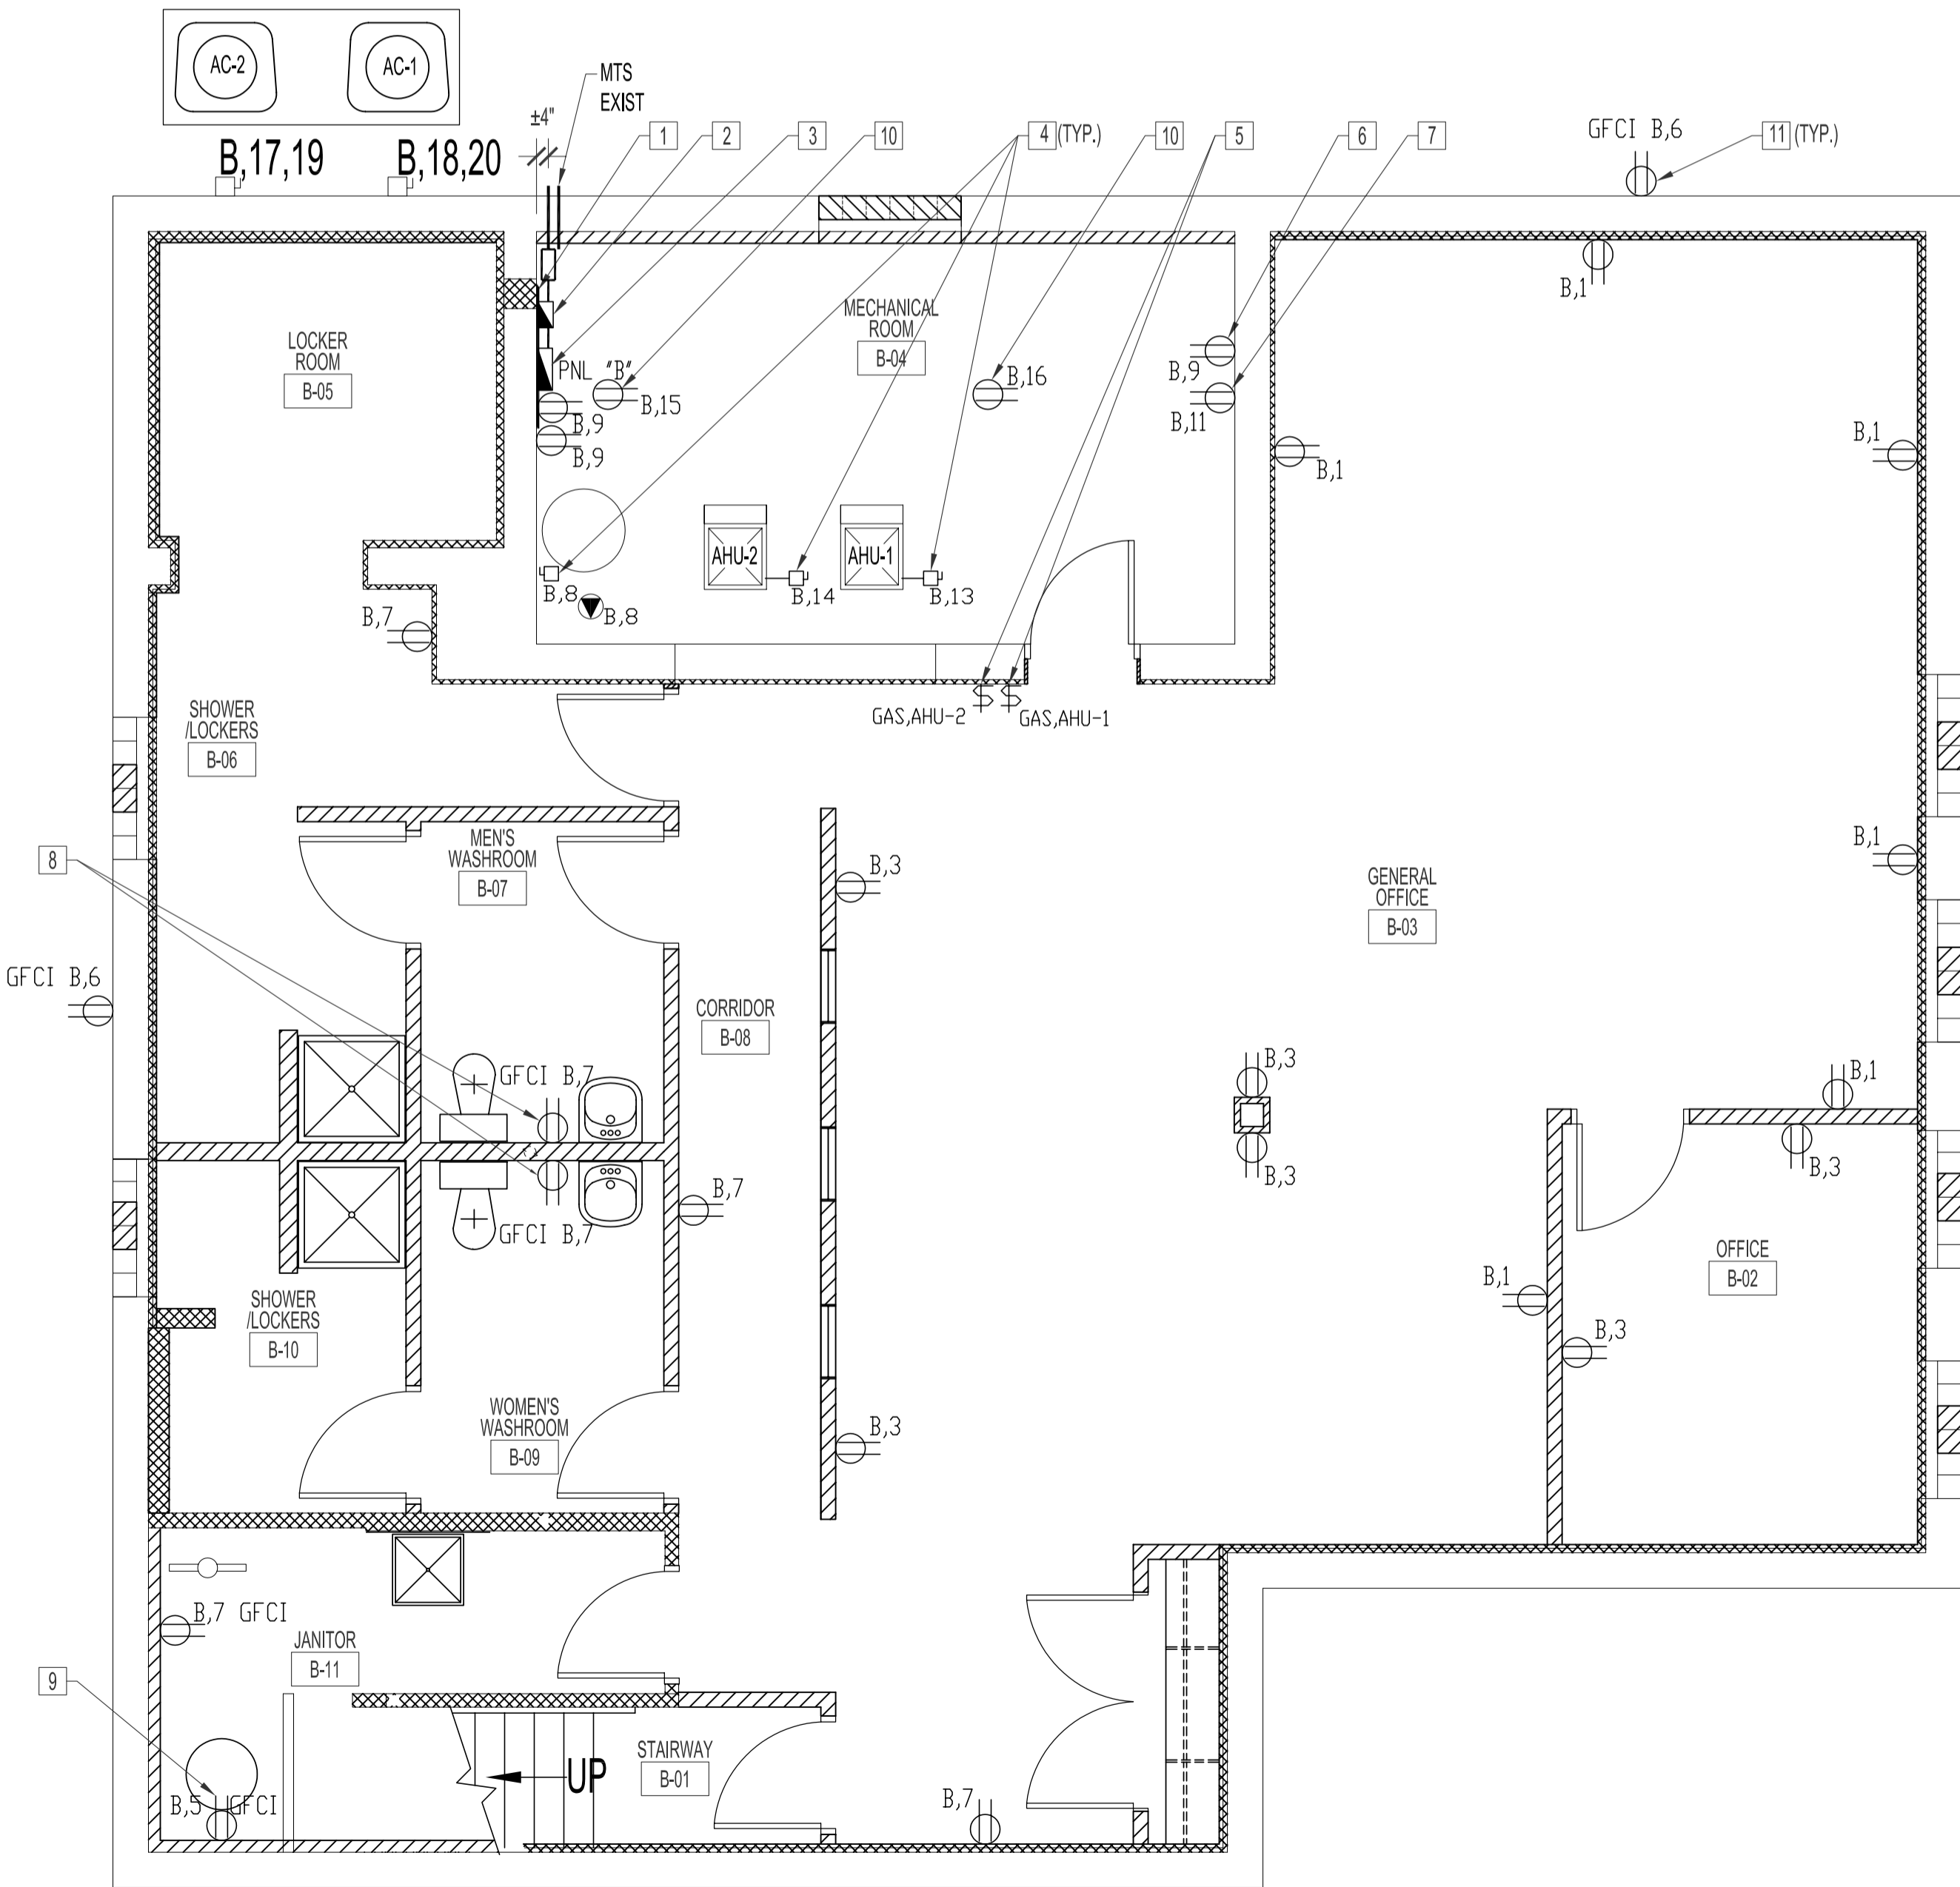 AC-2
AC-1
MTS
EXIST
±4"
B,17,19
B,18,20
1
2
3
10
4 (TYP.)
10
5
6
7
GFCI B,6
11 (TYP.)
B,1
LOCKER
ROOM
B-05
MECHANICAL
ROOM
B-04
PNL "B"
B,15
B,16
B,9
B,11
B,9
B,9
B,1
B,1
AHU-2
AHU-1
B,8
B,8
B,14
B,13
B,7
GAS,AHU-2
GAS,AHU-1
SHOWER
/LOCKERS
B-06
MEN'S
WASHROOM
B-07
8
B,3
B,1
GENERAL
OFFICE
B-03
GFCI B,6
CORRIDOR
B-08
GFCI B,7
B,3
B,1
B,3
B,3
B,7
GFCI B,7
OFFICE
B-02
B,1
B,3
SHOWER
/LOCKERS
B-10
WOMEN'S
WASHROOM
B-09
B,3
B,7 GFCI
JANITOR
B-11
9
STAIRWAY
B-01
UP
B,5 GFCI
B,7